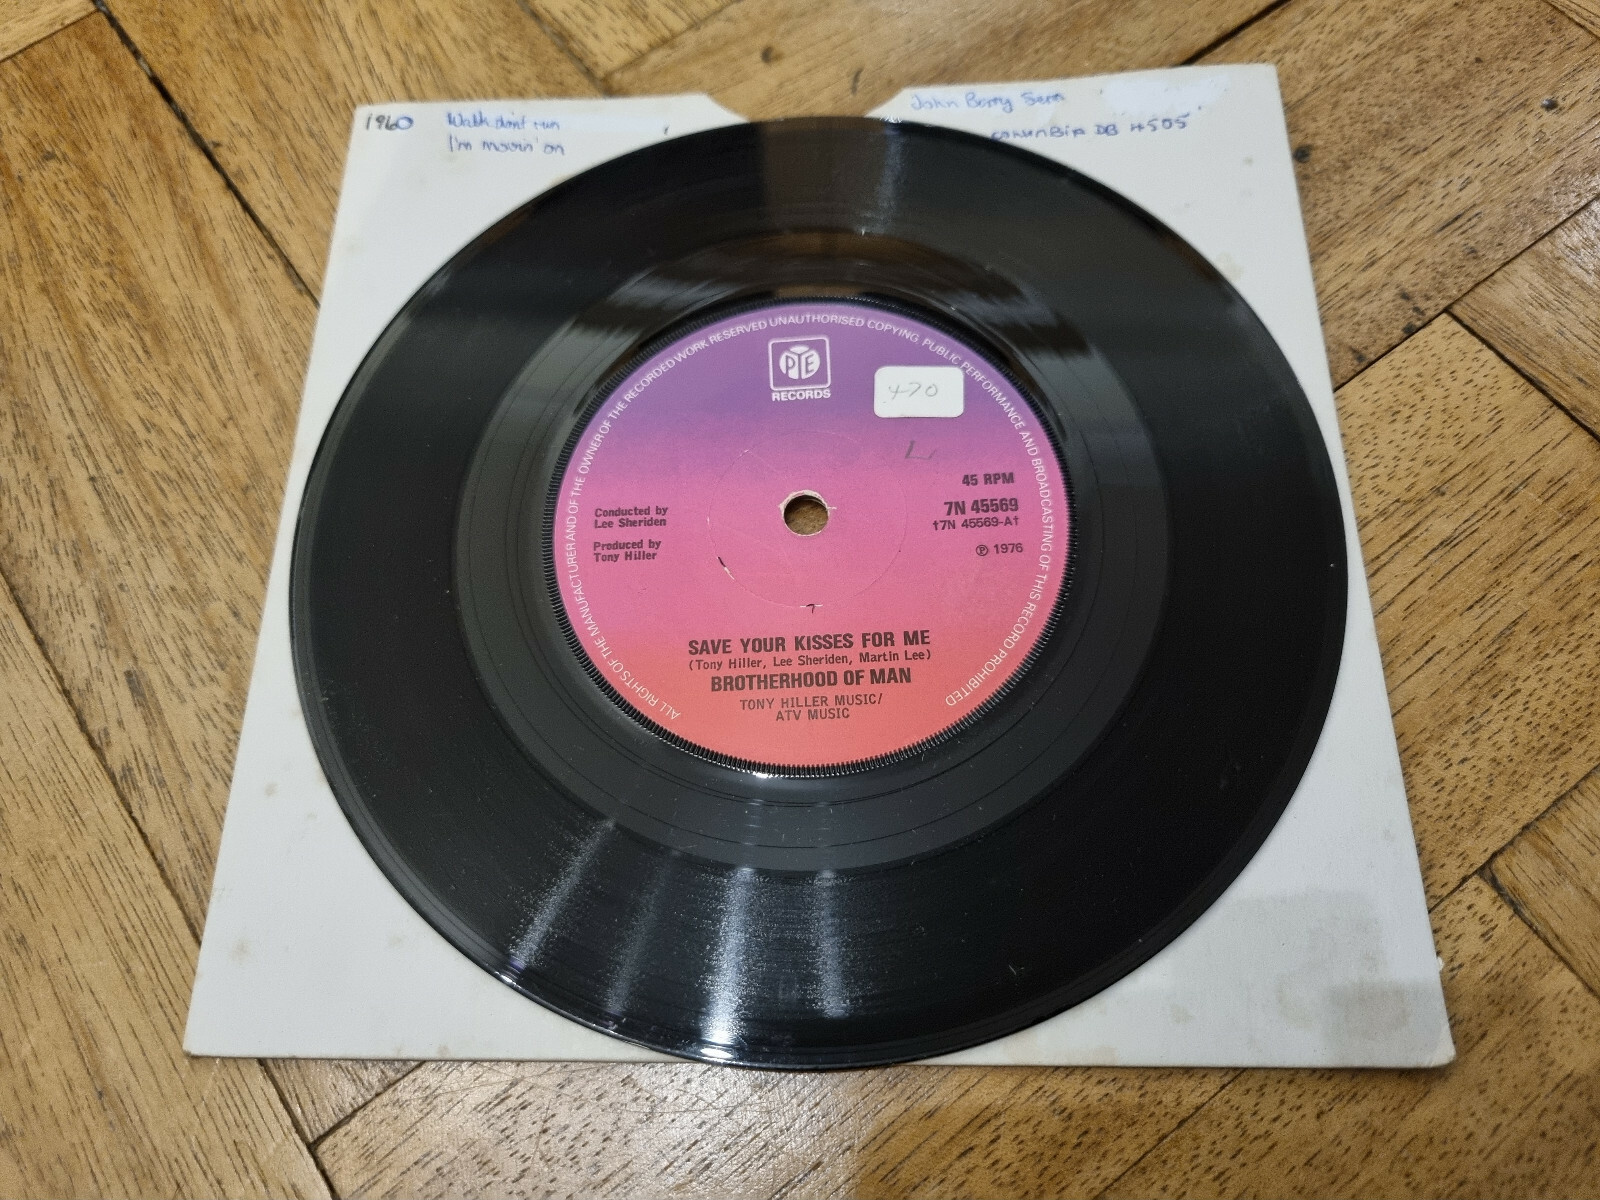 1960
Walk don't run
I'm movin' on
John Barry
DB 4505
ALL RIGHTS OF THE MANUFACTURER AND OF THE OWNER OF THE RECORDED WORK RESERVED UNAUTHORISED COPYING, PUBLIC PERFORMANCE AND BROADCASTING OF THIS RECORD PROHIBITED
PYE
RECORDS
470
L
45 RPM
7N 45569
†7N 45569-A†
℗ 1976
Conducted by
Lee Sheriden
Produced by
Tony Hiller
SAVE YOUR KISSES FOR ME
(Tony Hiller, Lee Sheriden, Martin Lee)
BROTHERHOOD OF MAN
TONY HILLER MUSIC/
ATV MUSIC